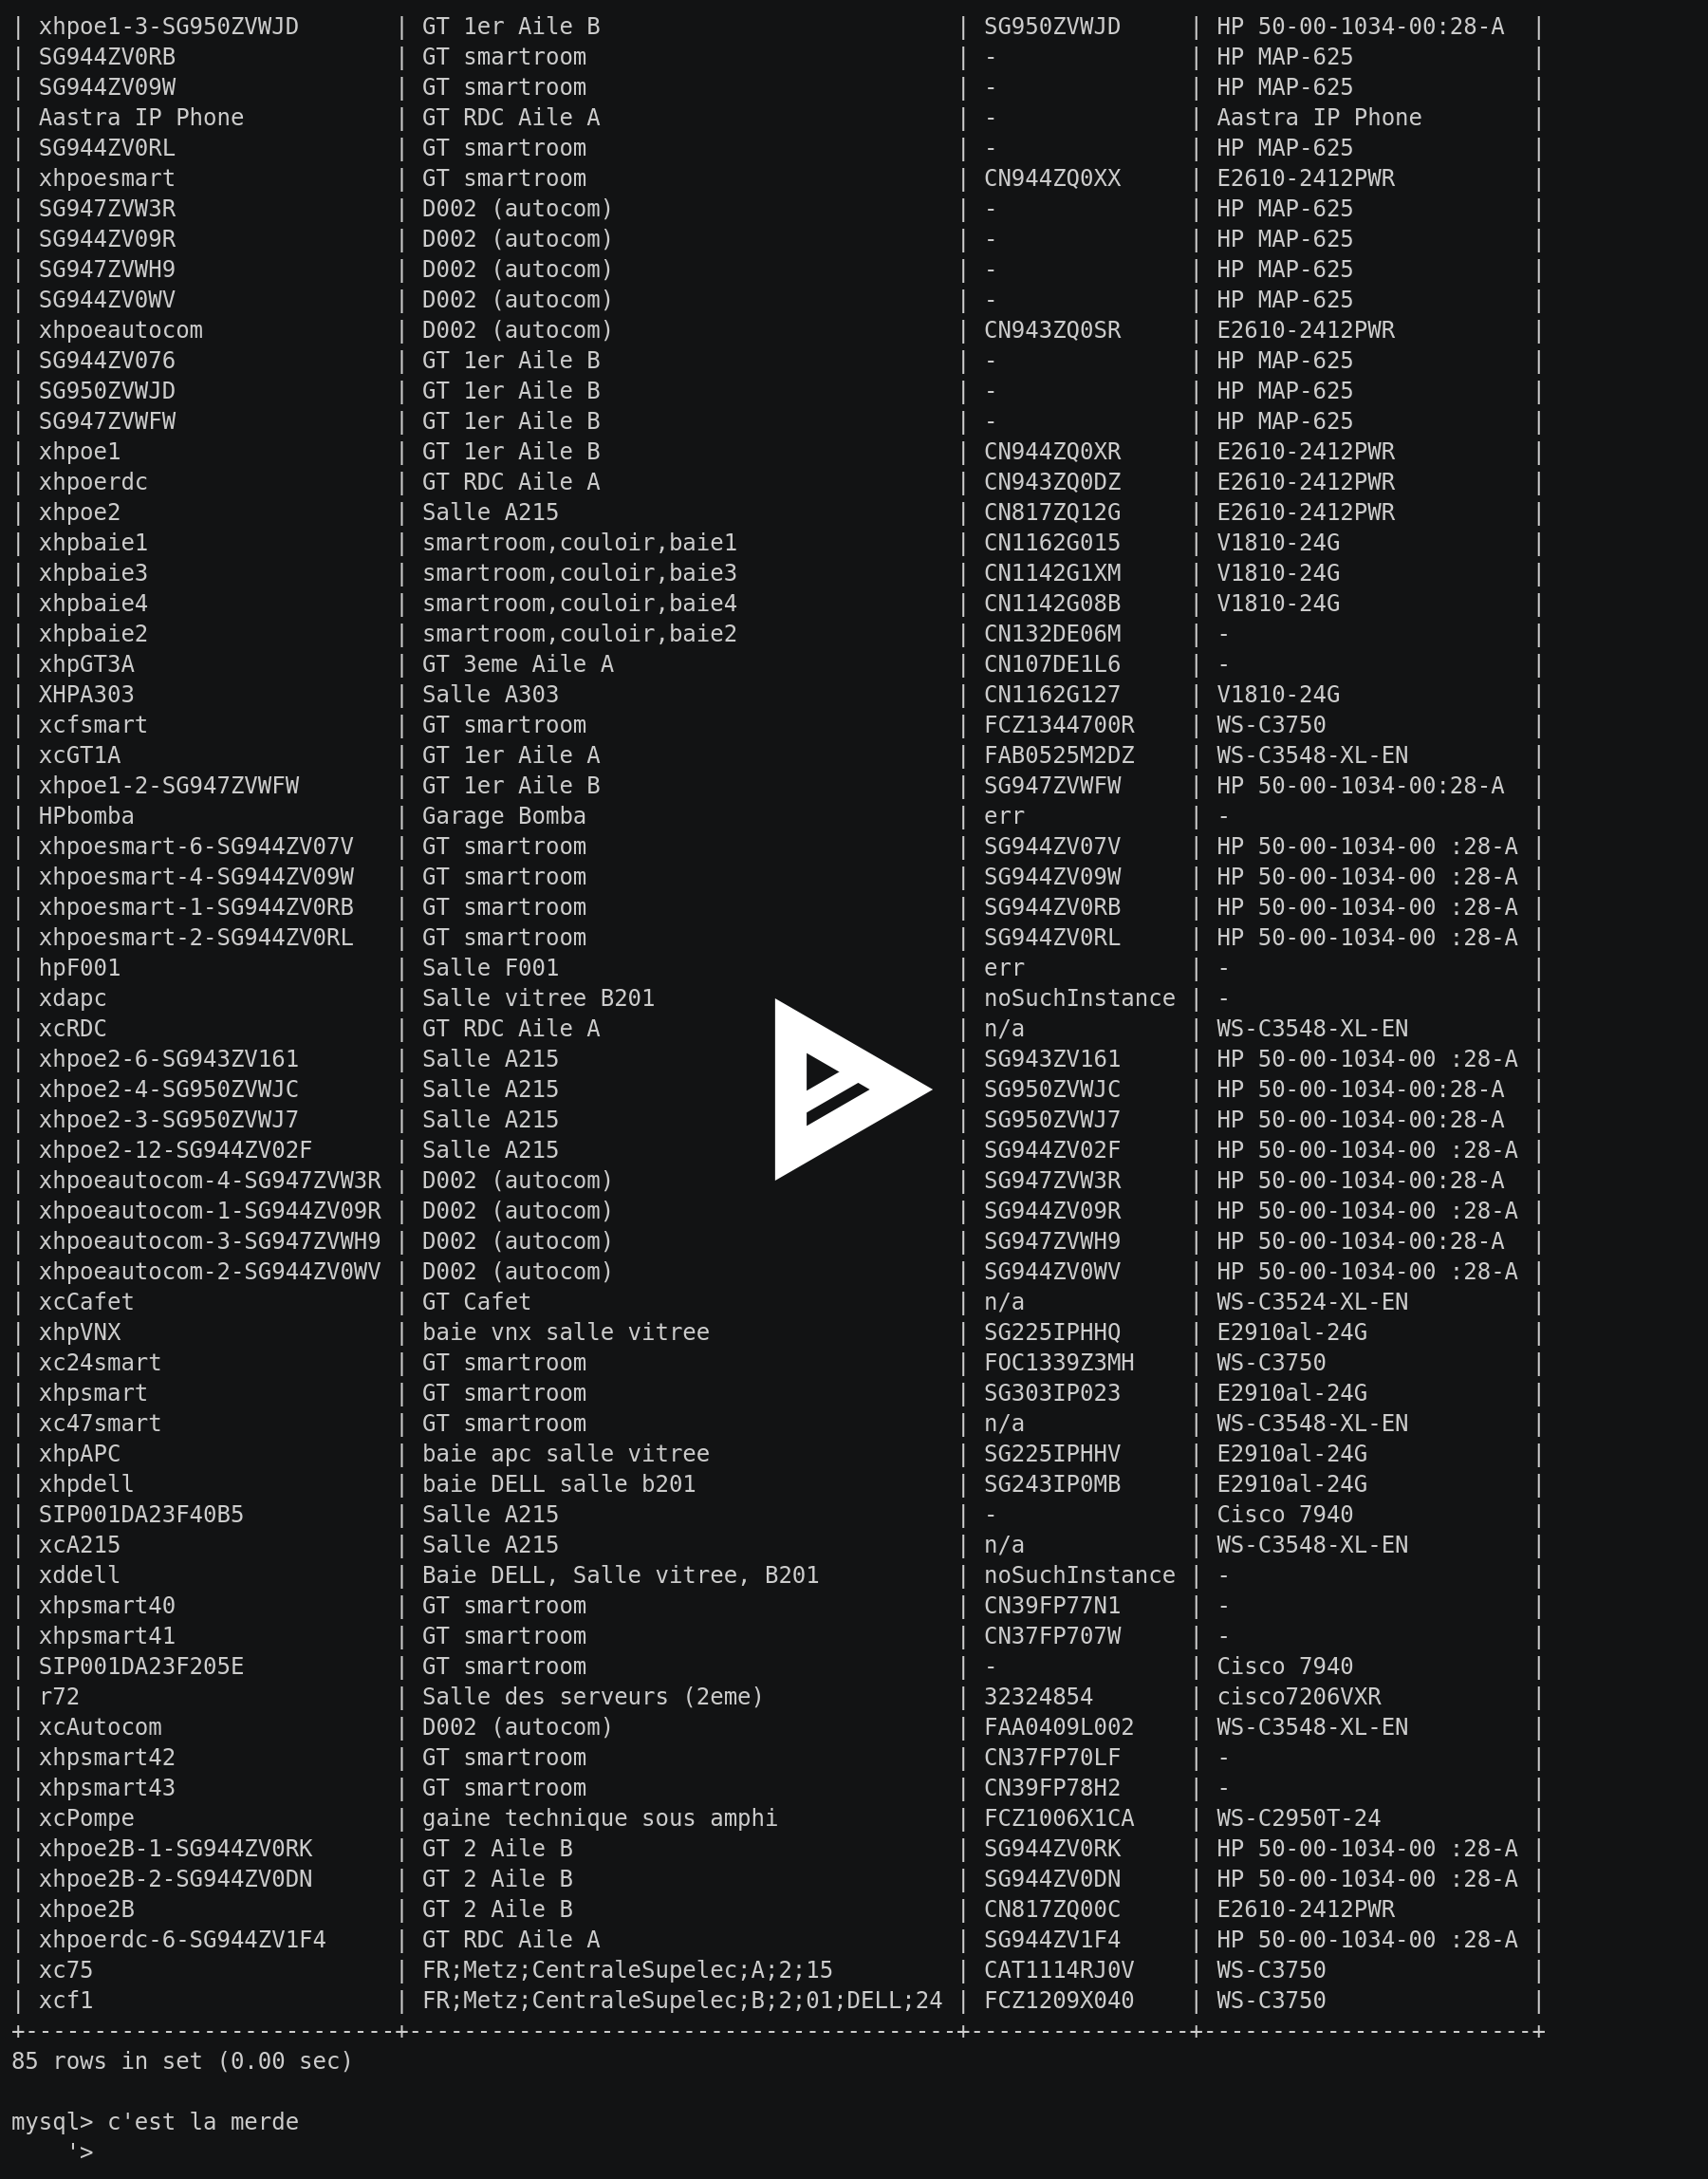 | xhpoe1-3-SG950ZVWJD       | GT 1er Aile B                          | SG950ZVWJD     | HP 50-00-1034-00:28-A  |
| SG944ZV0RB                | GT smartroom                           | -              | HP MAP-625             |
| SG944ZV09W                | GT smartroom                           | -              | HP MAP-625             |
| Aastra IP Phone           | GT RDC Aile A                          | -              | Aastra IP Phone        |
| SG944ZV0RL                | GT smartroom                           | -              | HP MAP-625             |
| xhpoesmart                | GT smartroom                           | CN944ZQ0XX     | E2610-2412PWR          |
| SG947ZVW3R                | D002 (autocom)                         | -              | HP MAP-625             |
| SG944ZV09R                | D002 (autocom)                         | -              | HP MAP-625             |
| SG947ZVWH9                | D002 (autocom)                         | -              | HP MAP-625             |
| SG944ZV0WV                | D002 (autocom)                         | -              | HP MAP-625             |
| xhpoeautocom              | D002 (autocom)                         | CN943ZQ0SR     | E2610-2412PWR          |
| SG944ZV076                | GT 1er Aile B                          | -              | HP MAP-625             |
| SG950ZVWJD                | GT 1er Aile B                          | -              | HP MAP-625             |
| SG947ZVWFW                | GT 1er Aile B                          | -              | HP MAP-625             |
| xhpoe1                    | GT 1er Aile B                          | CN944ZQ0XR     | E2610-2412PWR          |
| xhpoerdc                  | GT RDC Aile A                          | CN943ZQ0DZ     | E2610-2412PWR          |
| xhpoe2                    | Salle A215                             | CN817ZQ12G     | E2610-2412PWR          |
| xhpbaie1                  | smartroom,couloir,baie1                | CN1162G015     | V1810-24G              |
| xhpbaie3                  | smartroom,couloir,baie3                | CN1142G1XM     | V1810-24G              |
| xhpbaie4                  | smartroom,couloir,baie4                | CN1142G08B     | V1810-24G              |
| xhpbaie2                  | smartroom,couloir,baie2                | CN132DE06M     | -                      |
| xhpGT3A                   | GT 3eme Aile A                         | CN107DE1L6     | -                      |
| XHPA303                   | Salle A303                             | CN1162G127     | V1810-24G              |
| xcfsmart                  | GT smartroom                           | FCZ1344700R    | WS-C3750               |
| xcGT1A                    | GT 1er Aile A                          | FAB0525M2DZ    | WS-C3548-XL-EN         |
| xhpoe1-2-SG947ZVWFW       | GT 1er Aile B                          | SG947ZVWFW     | HP 50-00-1034-00:28-A  |
| HPbomba                   | Garage Bomba                           | err            | -                      |
| xhpoesmart-6-SG944ZV07V   | GT smartroom                           | SG944ZV07V     | HP 50-00-1034-00 :28-A |
| xhpoesmart-4-SG944ZV09W   | GT smartroom                           | SG944ZV09W     | HP 50-00-1034-00 :28-A |
| xhpoesmart-1-SG944ZV0RB   | GT smartroom                           | SG944ZV0RB     | HP 50-00-1034-00 :28-A |
| xhpoesmart-2-SG944ZV0RL   | GT smartroom                           | SG944ZV0RL     | HP 50-00-1034-00 :28-A |
| hpF001                    | Salle F001                             | err            | -                      |
| xdapc                     | Salle vitree B201                      | noSuchInstance | -                      |
| xcRDC                     | GT RDC Aile A                          | n/a            | WS-C3548-XL-EN         |
| xhpoe2-6-SG943ZV161       | Salle A215                             | SG943ZV161     | HP 50-00-1034-00 :28-A |
| xhpoe2-4-SG950ZVWJC       | Salle A215                             | SG950ZVWJC     | HP 50-00-1034-00:28-A  |
| xhpoe2-3-SG950ZVWJ7       | Salle A215                             | SG950ZVWJ7     | HP 50-00-1034-00:28-A  |
| xhpoe2-12-SG944ZV02F      | Salle A215                             | SG944ZV02F     | HP 50-00-1034-00 :28-A |
| xhpoeautocom-4-SG947ZVW3R | D002 (autocom)                         | SG947ZVW3R     | HP 50-00-1034-00:28-A  |
| xhpoeautocom-1-SG944ZV09R | D002 (autocom)                         | SG944ZV09R     | HP 50-00-1034-00 :28-A |
| xhpoeautocom-3-SG947ZVWH9 | D002 (autocom)                         | SG947ZVWH9     | HP 50-00-1034-00:28-A  |
| xhpoeautocom-2-SG944ZV0WV | D002 (autocom)                         | SG944ZV0WV     | HP 50-00-1034-00 :28-A |
| xcCafet                   | GT Cafet                               | n/a            | WS-C3524-XL-EN         |
| xhpVNX                    | baie vnx salle vitree                  | SG225IPHHQ     | E2910al-24G            |
| xc24smart                 | GT smartroom                           | FOC1339Z3MH    | WS-C3750               |
| xhpsmart                  | GT smartroom                           | SG303IP023     | E2910al-24G            |
| xc47smart                 | GT smartroom                           | n/a            | WS-C3548-XL-EN         |
| xhpAPC                    | baie apc salle vitree                  | SG225IPHHV     | E2910al-24G            |
| xhpdell                   | baie DELL salle b201                   | SG243IP0MB     | E2910al-24G            |
| SIP001DA23F40B5           | Salle A215                             | -              | Cisco 7940             |
| xcA215                    | Salle A215                             | n/a            | WS-C3548-XL-EN         |
| xddell                    | Baie DELL, Salle vitree, B201          | noSuchInstance | -                      |
| xhpsmart40                | GT smartroom                           | CN39FP77N1     | -                      |
| xhpsmart41                | GT smartroom                           | CN37FP707W     | -                      |
| SIP001DA23F205E           | GT smartroom                           | -              | Cisco 7940             |
| r72                       | Salle des serveurs (2eme)              | 32324854       | cisco7206VXR           |
| xcAutocom                 | D002 (autocom)                         | FAA0409L002    | WS-C3548-XL-EN         |
| xhpsmart42                | GT smartroom                           | CN37FP70LF     | -                      |
| xhpsmart43                | GT smartroom                           | CN39FP78H2     | -                      |
| xcPompe                   | gaine technique sous amphi             | FCZ1006X1CA    | WS-C2950T-24           |
| xhpoe2B-1-SG944ZV0RK      | GT 2 Aile B                            | SG944ZV0RK     | HP 50-00-1034-00 :28-A |
| xhpoe2B-2-SG944ZV0DN      | GT 2 Aile B                            | SG944ZV0DN     | HP 50-00-1034-00 :28-A |
| xhpoe2B                   | GT 2 Aile B                            | CN817ZQ00C     | E2610-2412PWR          |
| xhpoerdc-6-SG944ZV1F4     | GT RDC Aile A                          | SG944ZV1F4     | HP 50-00-1034-00 :28-A |
| xc75                      | FR;Metz;CentraleSupelec;A;2;15         | CAT1114RJ0V    | WS-C3750               |
| xcf1                      | FR;Metz;CentraleSupelec;B;2;01;DELL;24 | FCZ1209X040    | WS-C3750               |
+---------------------------+----------------------------------------+----------------+------------------------+
85 rows in set (0.00 sec)
mysql> c'est la merde
    '>